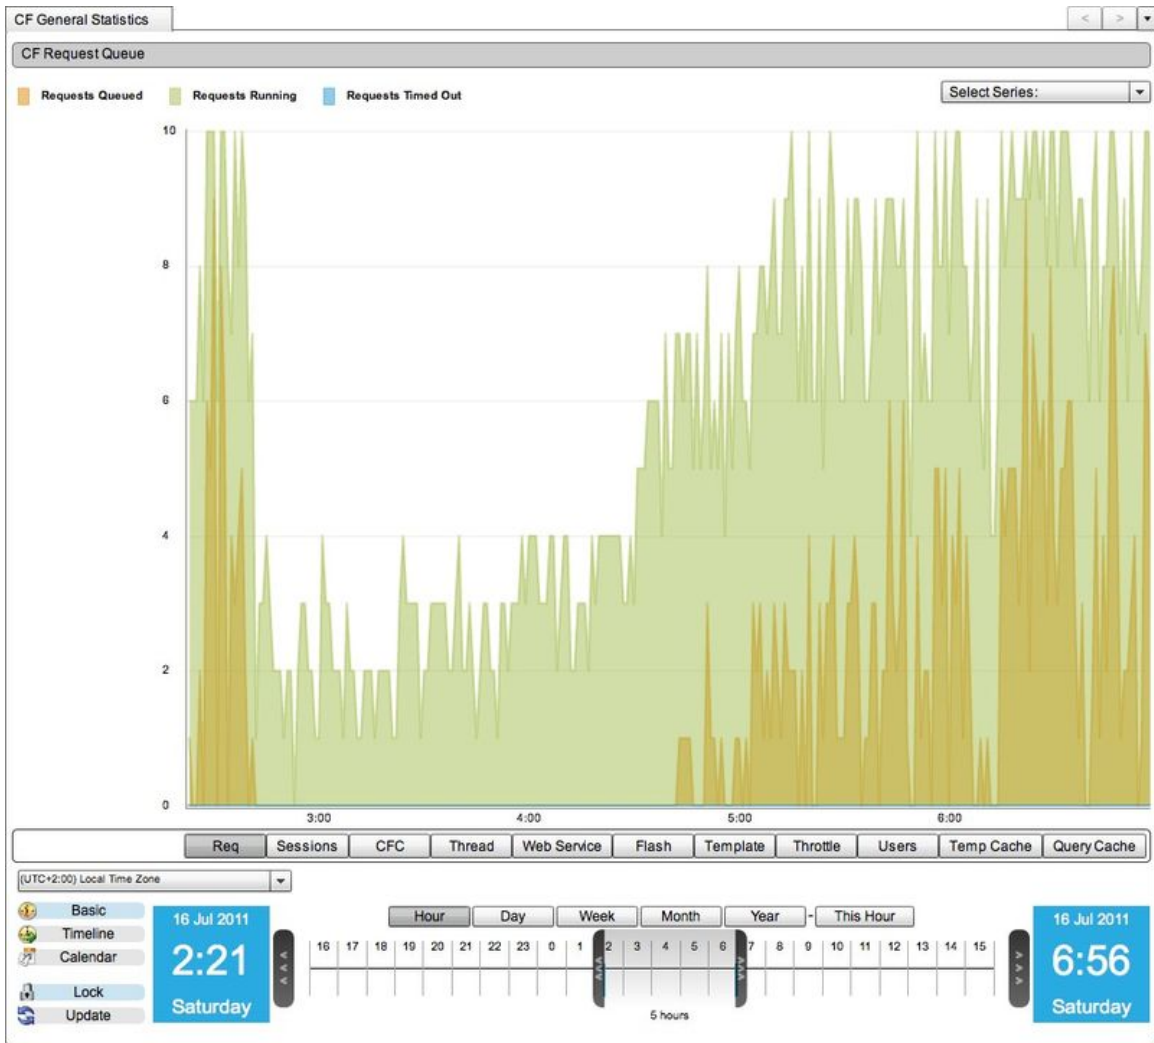 CF General Statistics
< >
CF Request Queue
Requests Queued Requests Running Requests Timed Out Select Series:
10
8
6
4
2
0
3:00 4:00 5:00 6:00
Req Sessions CFC Thread Web Service Flash Template Throttle Users Temp Cache Query Cache
(UTC+2:00) Local Time Zone
Basic
Timeline
Calendar
Lock
Update
16 Jul 2011
2:21
Saturday
Hour Day Week Month Year - This Hour
16 17 18 19 20 21 22 23 0 1 2 3 4 5 6 7 8 9 10 11 12 13 14 15
5 hours
16 Jul 2011
6:56
Saturday